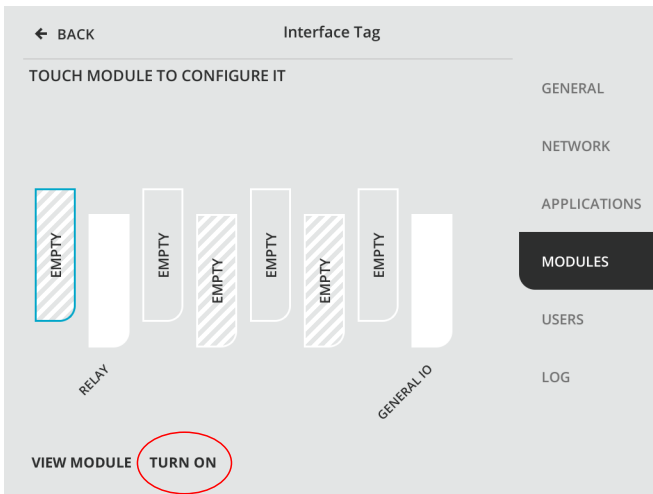 BACK
Interface Tag
TOUCH MODULE TO CONFIGURE IT
GENERAL
NETWORK
APPLICATIONS
MODULES
USERS
LOG
EMPTY
EMPTY
EMPTY
EMPTY
EMPTY
EMPTY
RELAY
GENERAL IO
VIEW MODULE TURN ON